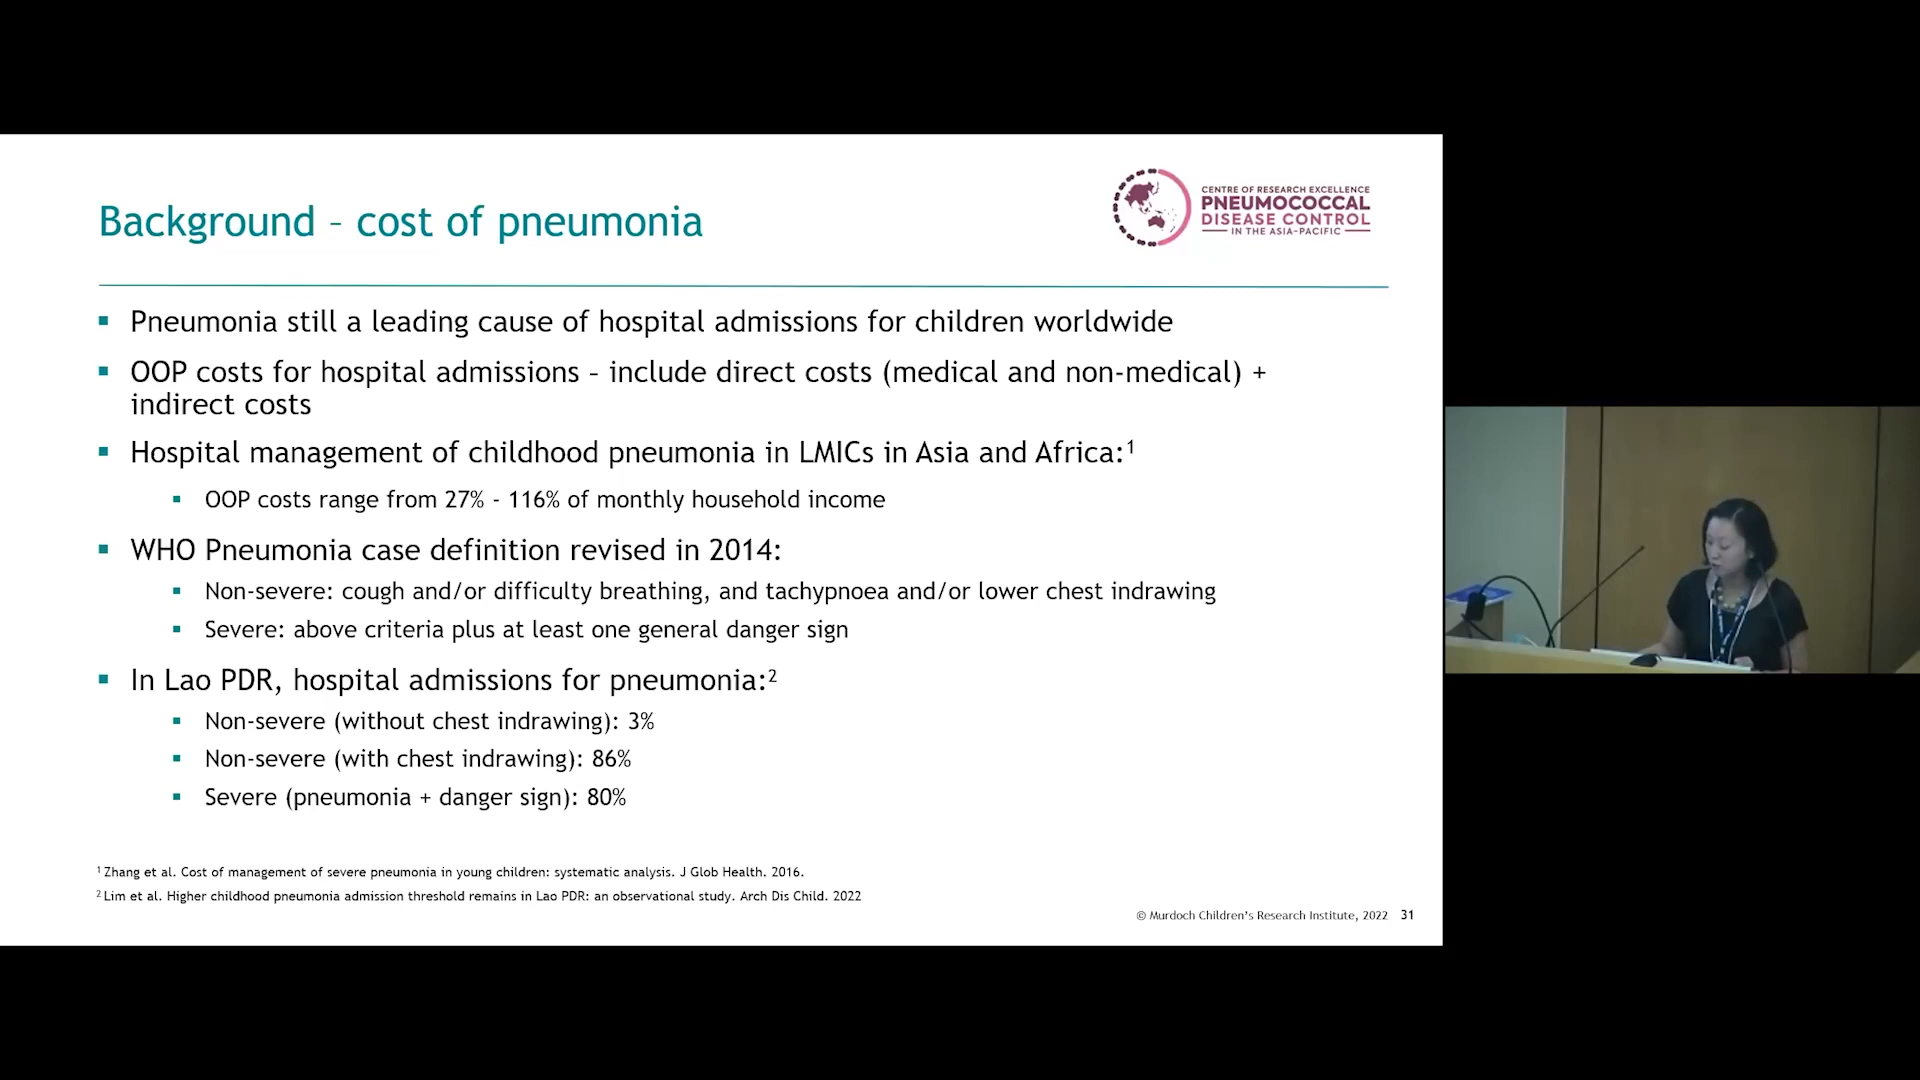 Background – cost of pneumonia
CENTRE OF RESEARCH EXCELLENCE
PNEUMOCOCCAL
DISEASE CONTROL
IN THE ASIA-PACIFIC
▪ Pneumonia still a leading cause of hospital admissions for children worldwide
▪ OOP costs for hospital admissions – include direct costs (medical and non-medical) +
indirect costs
▪ Hospital management of childhood pneumonia in LMICs in Asia and Africa:¹
▪ OOP costs range from 27% - 116% of monthly household income
▪ WHO Pneumonia case definition revised in 2014:
▪ Non-severe: cough and/or difficulty breathing, and tachypnoea and/or lower chest indrawing
▪ Severe: above criteria plus at least one general danger sign
▪ In Lao PDR, hospital admissions for pneumonia:²
▪ Non-severe (without chest indrawing): 3%
▪ Non-severe (with chest indrawing): 86%
▪ Severe (pneumonia + danger sign): 80%
¹ Zhang et al. Cost of management of severe pneumonia in young children: systematic analysis. J Glob Health. 2016.
² Lim et al. Higher childhood pneumonia admission threshold remains in Lao PDR: an observational study. Arch Dis Child. 2022
© Murdoch Children's Research Institute, 2022 31